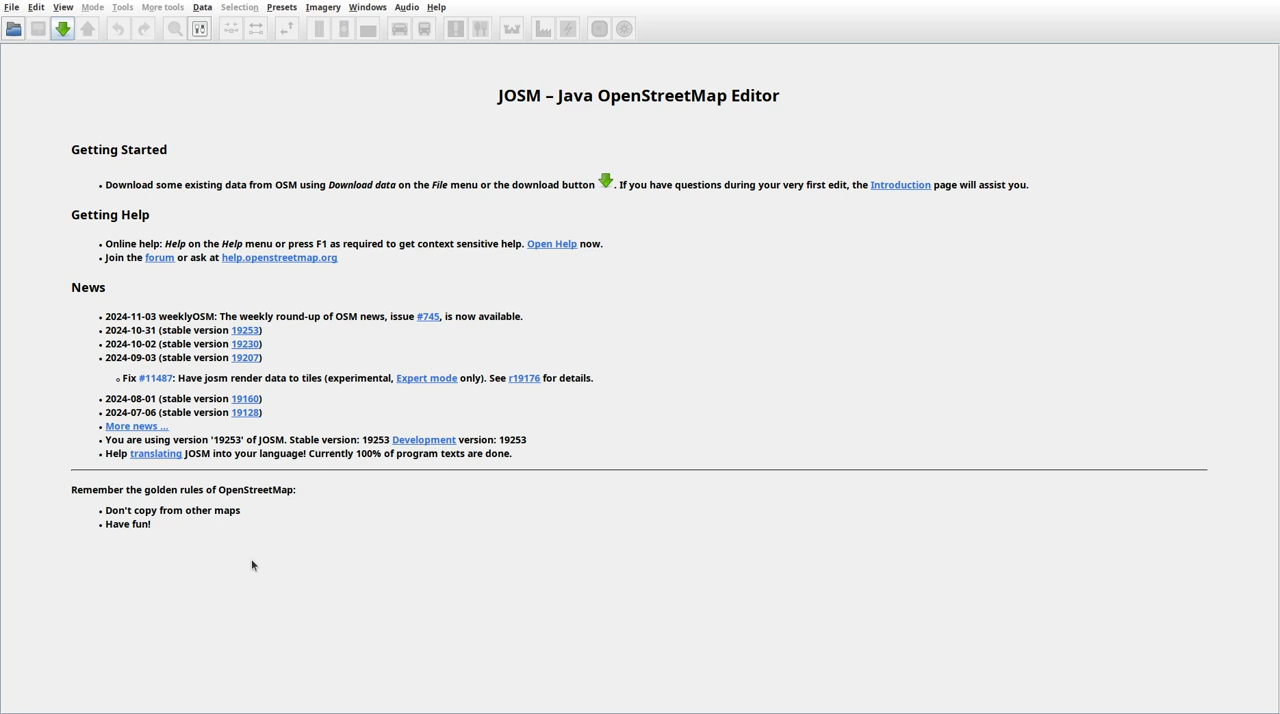 File Edit View Mode Tools More tools Data Selection Presets Imagery Windows Audio Help
JOSM – Java OpenStreetMap Editor
Getting Started
• Download some existing data from OSM using Download data on the File menu or the download button . If you have questions during your very first edit, the Introduction page will assist you.
Getting Help
• Online help: Help on the Help menu or press F1 as required to get context sensitive help. Open Help now.
• Join the forum or ask at help.openstreetmap.org
News
• 2024-11-03 weeklyOSM: The weekly round-up of OSM news, issue #745, is now available.
• 2024-10-31 (stable version 19253)
• 2024-10-02 (stable version 19230)
• 2024-09-03 (stable version 19207)
◦ Fix #11487: Have josm render data to tiles (experimental, Expert mode only). See r19176 for details.
• 2024-08-01 (stable version 19160)
• 2024-07-06 (stable version 19128)
• More news ...
• You are using version '19253' of JOSM. Stable version: 19253 Development version: 19253
• Help translating JOSM into your language! Currently 100% of program texts are done.
Remember the golden rules of OpenStreetMap:
• Don't copy from other maps
• Have fun!